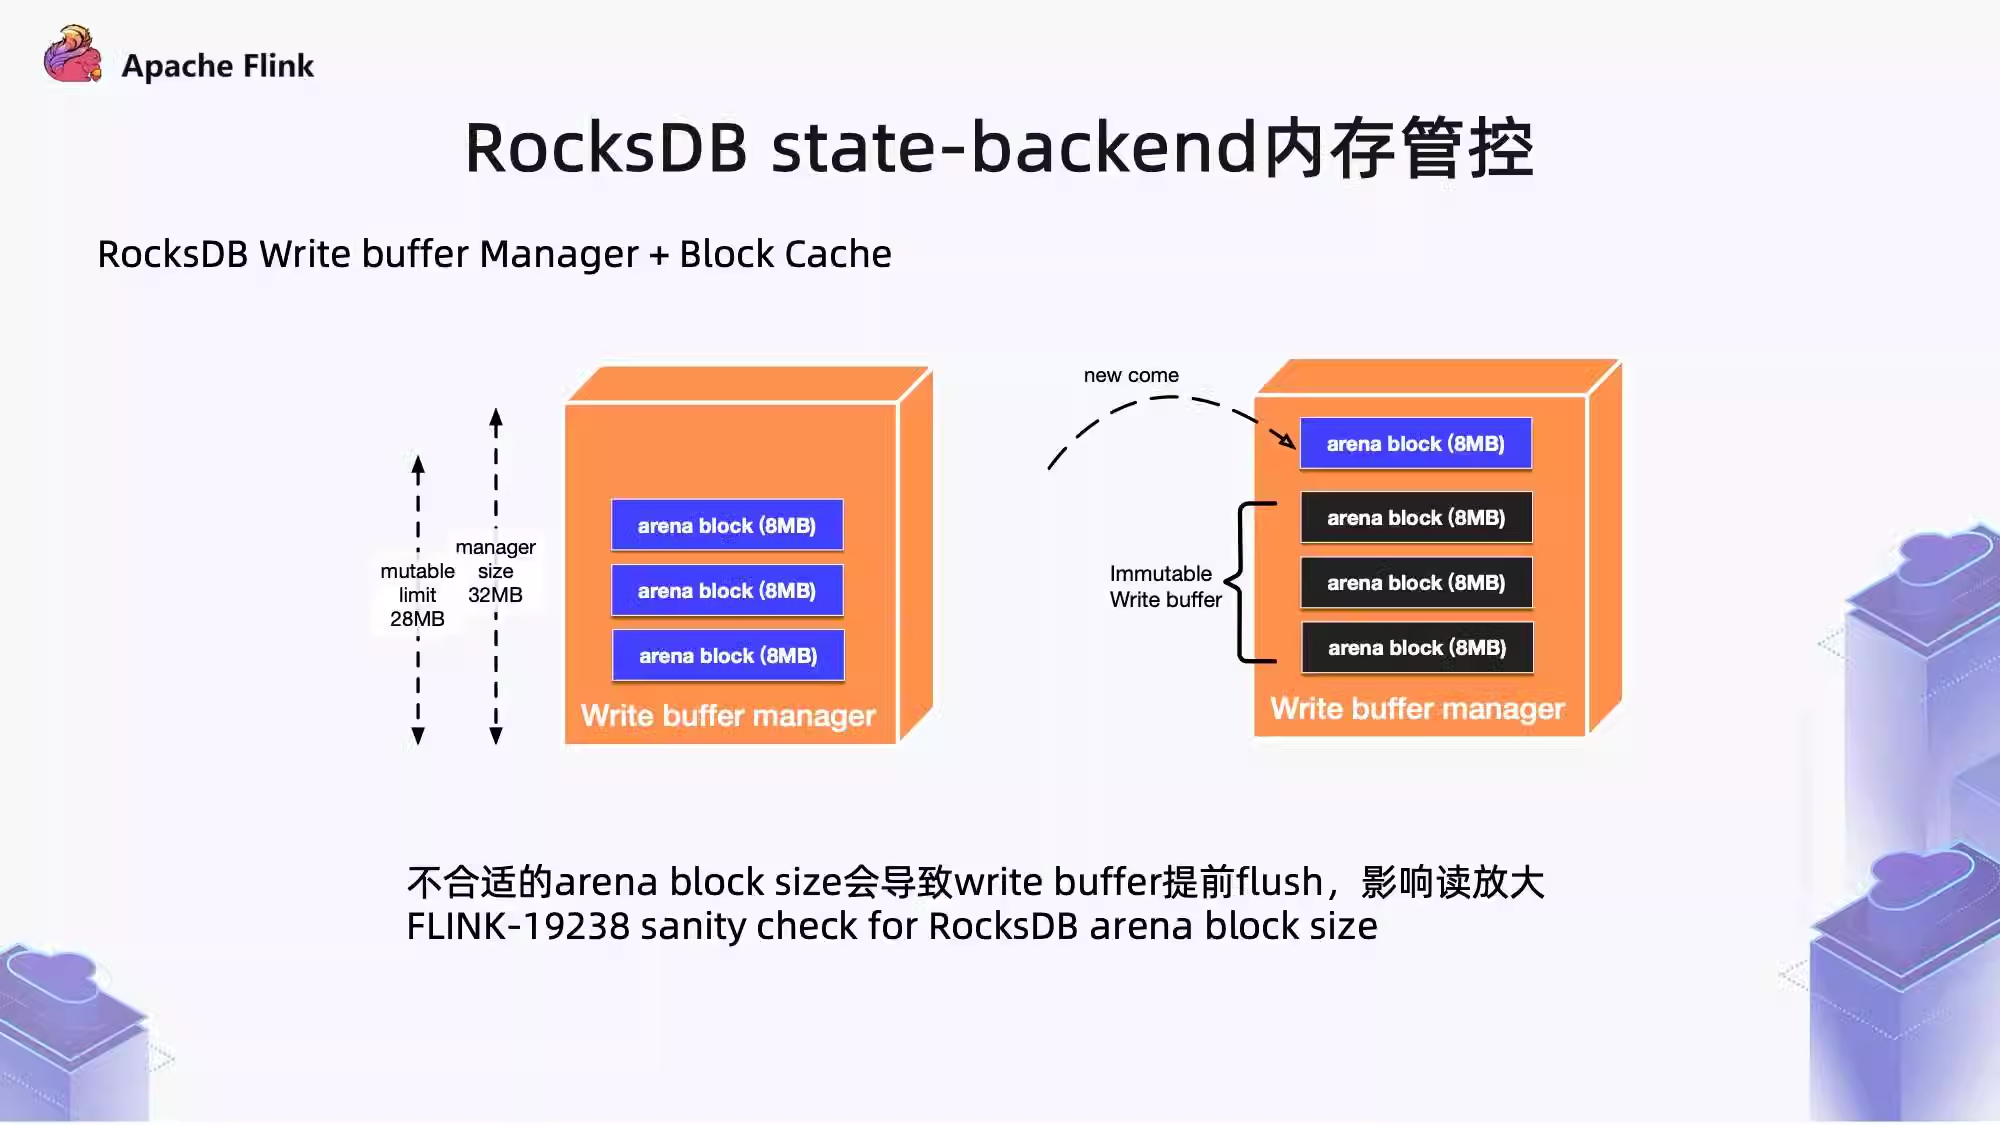 Apache Flink
RocksDB state-backend内存管控
RocksDB Write buffer Manager + Block Cache
mutable
limit
28MB
manager
size
32MB
arena block (8MB)
arena block (8MB)
arena block (8MB)
Write buffer manager
new come
arena block (8MB)
arena block (8MB)
arena block (8MB)
arena block (8MB)
Immutable
Write buffer
Write buffer manager
不合适的arena block size会导致write buffer提前flush，影响读放大
FLINK-19238 sanity check for RocksDB arena block size